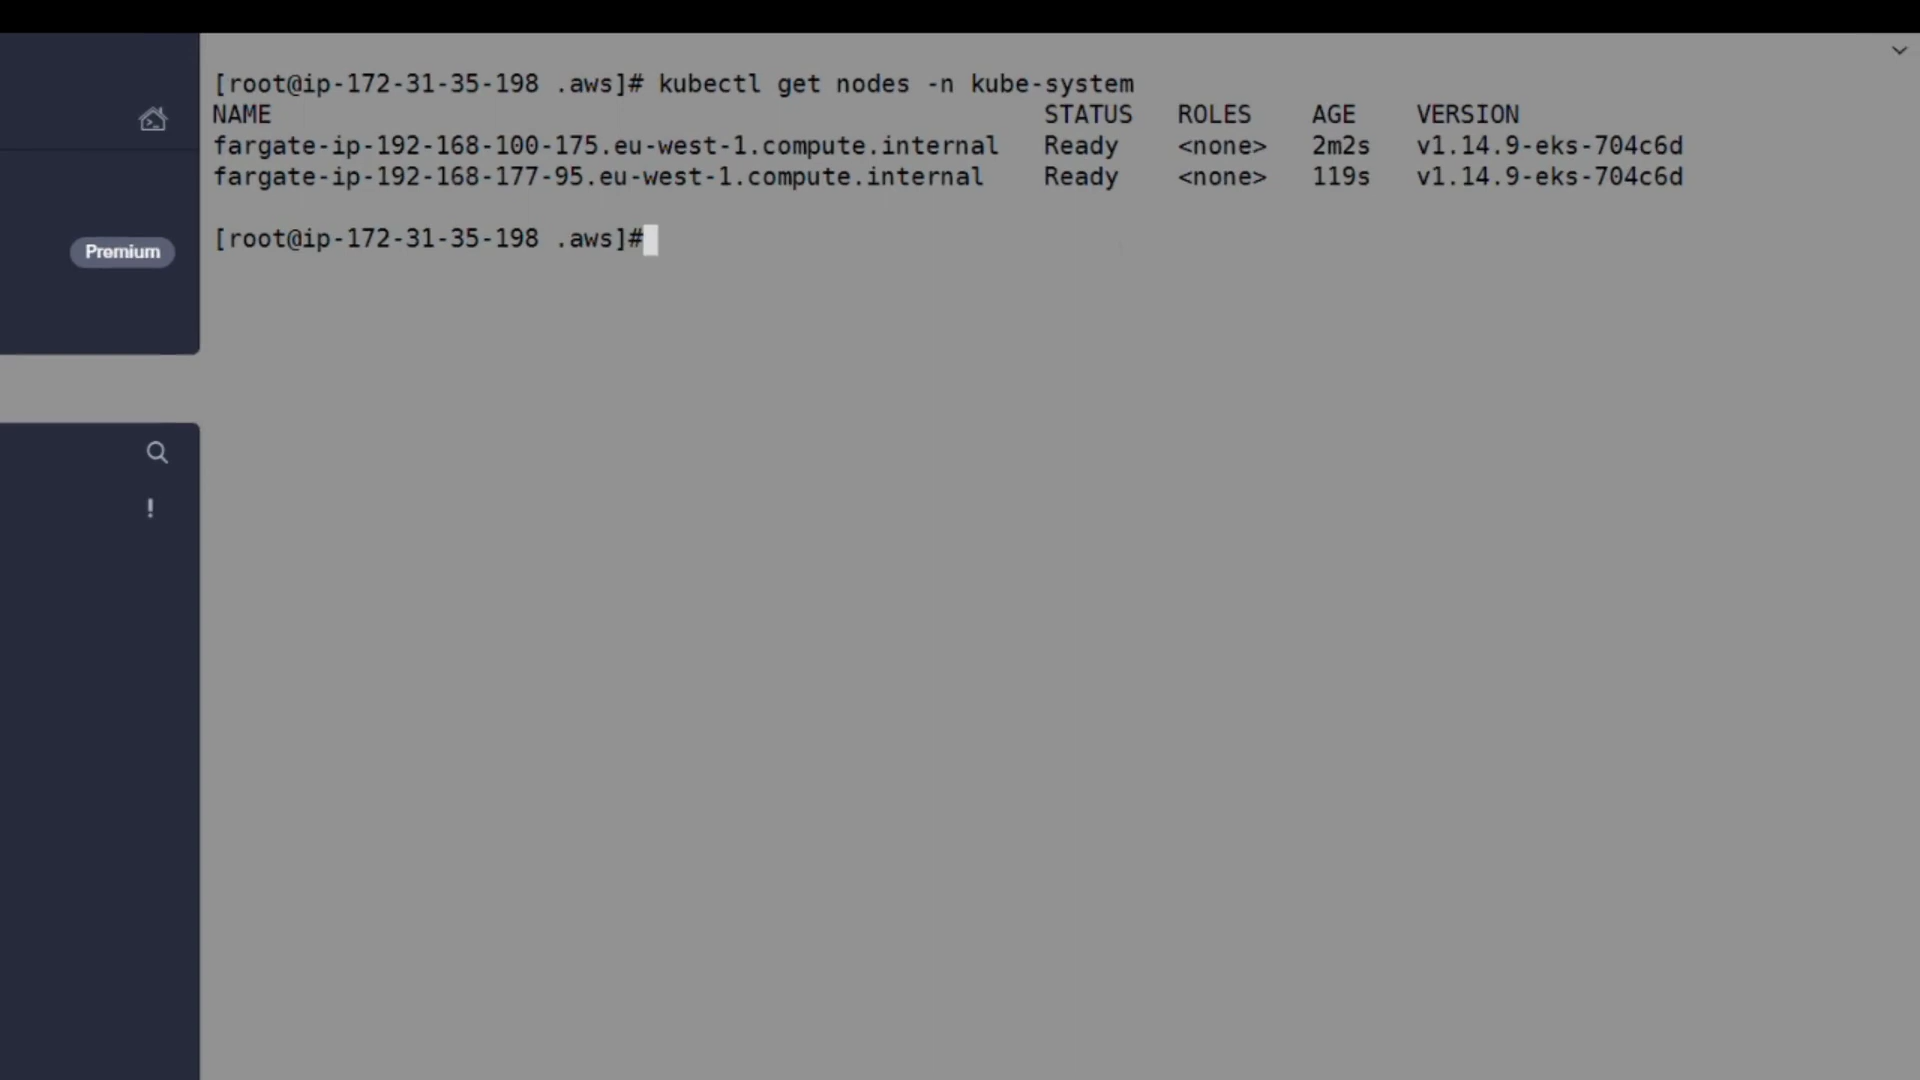 [root@ip-172-31-35-198 .aws]# kubectl get nodes -n kube-system
NAME STATUS ROLES AGE VERSION
fargate-ip-192-168-100-175.eu-west-1.compute.internal Ready <none> 2m2s v1.14.9-eks-704c6d
fargate-ip-192-168-177-95.eu-west-1.compute.internal Ready <none> 119s v1.14.9-eks-704c6d
[root@ip-172-31-35-198 .aws]#
Premium
!